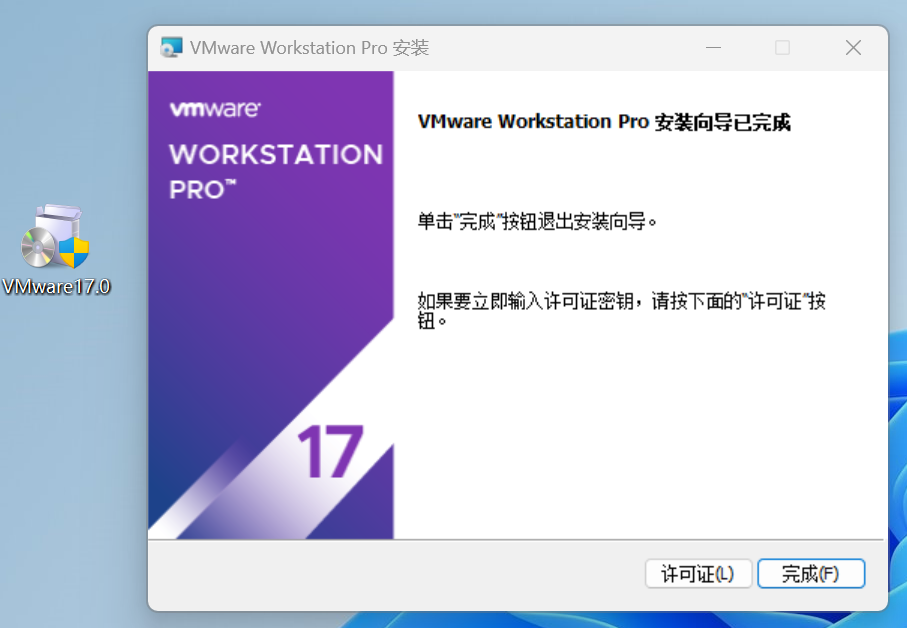 VMware Workstation Pro 安装
vmware
WORKSTATION
PRO™
17
VMware Workstation Pro 安装向导已完成
单击"完成"按钮退出安装向导。
如果要立即输入许可证密钥，请按下面的"许可证"按
钮。
VMware17.0
许可证(L)
完成(F)